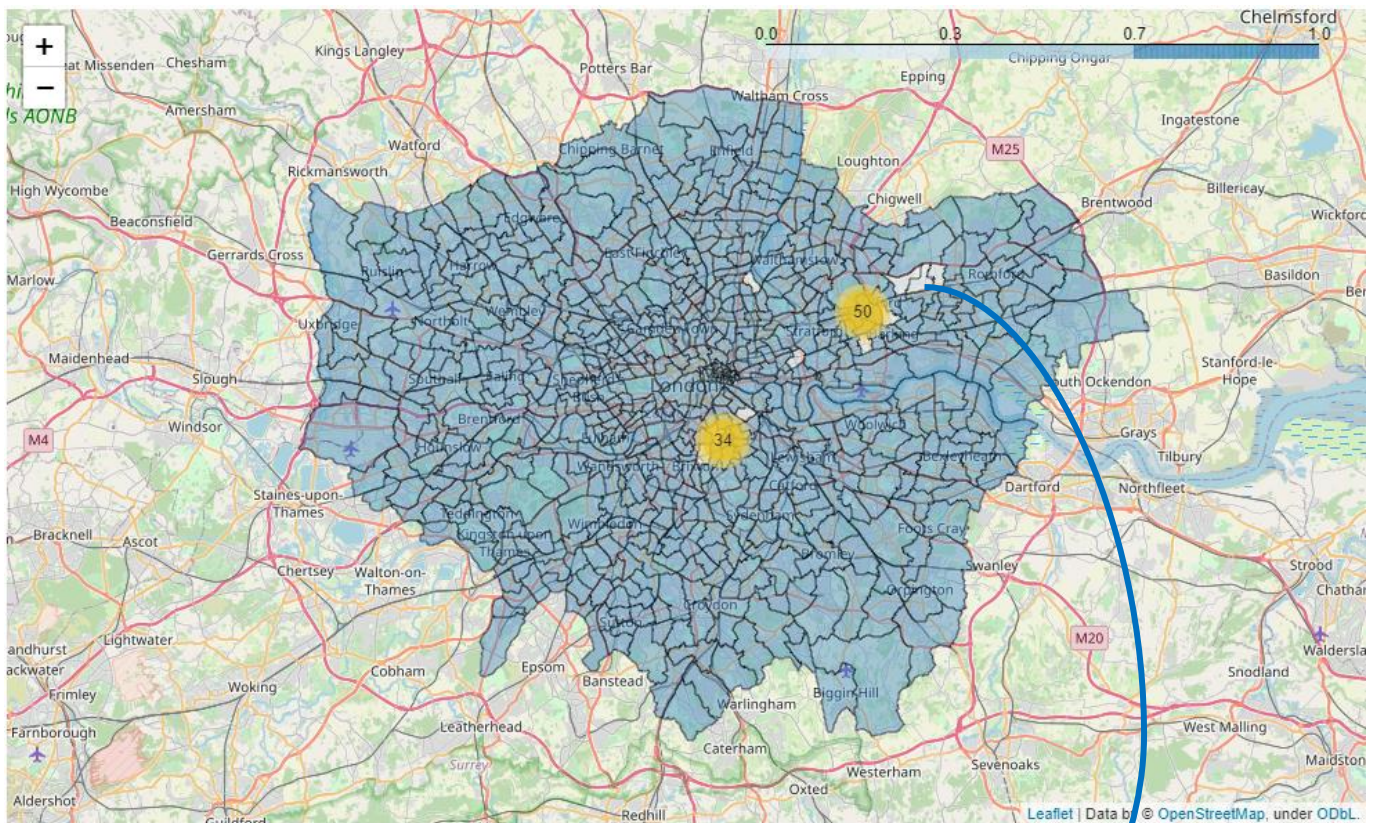 Chelmsford
+
Kings Langley
0.0 0.3 0.7 1.0
Chipping Ongar
eat Missenden
Chesham
Potters Bar
Epping
−
ls AONB
Amersham
Waltham Cross
Ingatestone
Watford
Chipping Barnet
Enfield
Loughton
M25
Rickmansworth
High Wycombe
Chigwell
Billericay
Beaconsfield
Brentwood
Wickford
Edgware
Gerrards Cross
East Finchley
Walthamstow
Marlow
Ruislip
Harrow
Romford
Basildon
Uxbridge
Northolt
Wembley
50
Stratford
Maidenhead
Slough
Southall
Ealing
Shepherd's
Bush
London
Stanford-le-
Hope
South Ockendon
Windsor
Brentford
M4
Hounslow
Fulham
34
Woolwich
Grays
Tilbury
Wandsworth
Brixton
Lewisham
Bexleyheath
Staines-upon-
Thames
Catford
Dartford
Northfleet
Teddington
Wimbledon
Sydenham
Foots Cray
Bracknell
Ascot
Kingston upon
Thames
Bromley
Chertsey
Walton-on-
Thames
Swanley
Strood
Orpington
Croydon
Sutton
Lightwater
M20
Cobham
Epsom
Banstead
Biggin Hill
Snodland
Frimley
Woking
Warlingham
Farnborough
Leatherhead
West Malling
Surrey
Caterham
Sevenoaks
Westerham
Oxted
Aldershot
Redhill
Leaflet | Data by © OpenStreetMap, under ODbL.